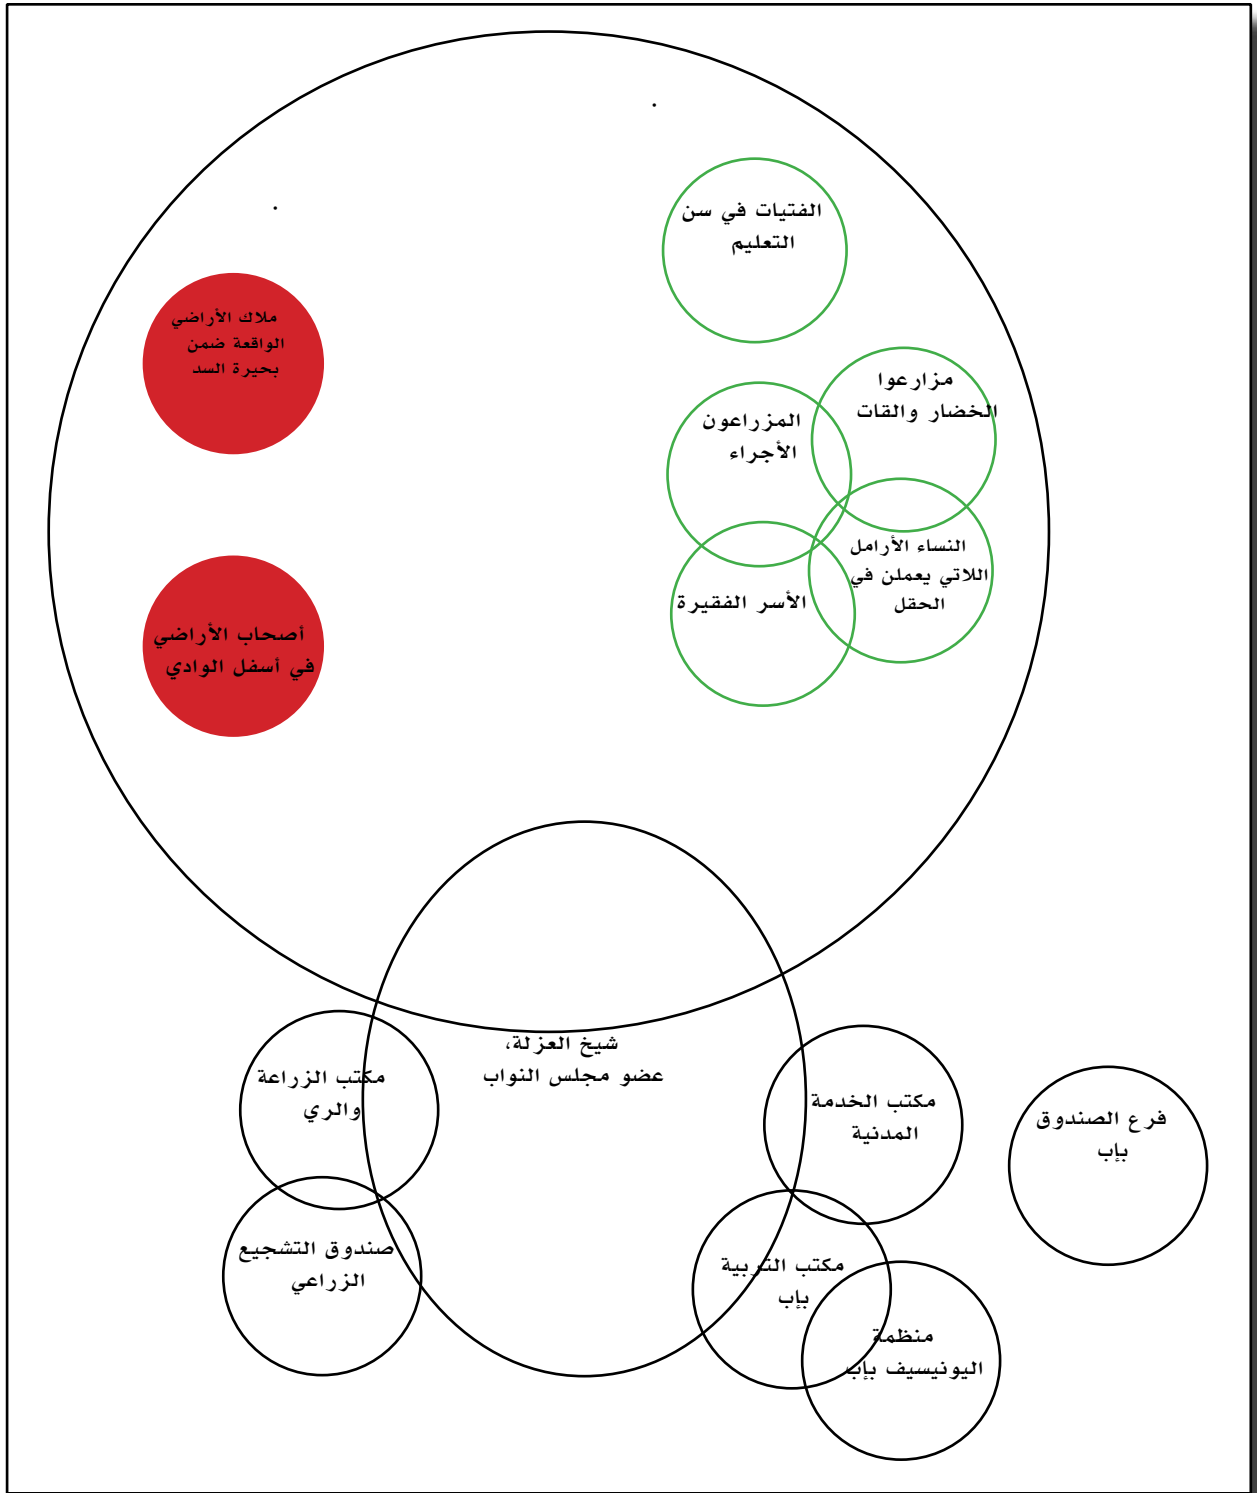 الفتيات في سن
التعليم
ملاك الأراضي
الواقعة ضمن
بحيرة السد
مزارعوا
الخضار والقات
المزراعون
الأجراء
النساء الأرامل
اللاتي يعملن في
الحقل
الأسر الفقيرة
أصحاب الأراضي
في أسفل الوادي
شيخ العزلة،
عضو مجلس النواب
مكتب الزراعة
والري
مكتب الخدمة
المدنية
فرع الصندوق
بإب
صندوق التشجيع
الزراعي
مكتب التربية
بإب
منظمة
اليونيسيف بإب